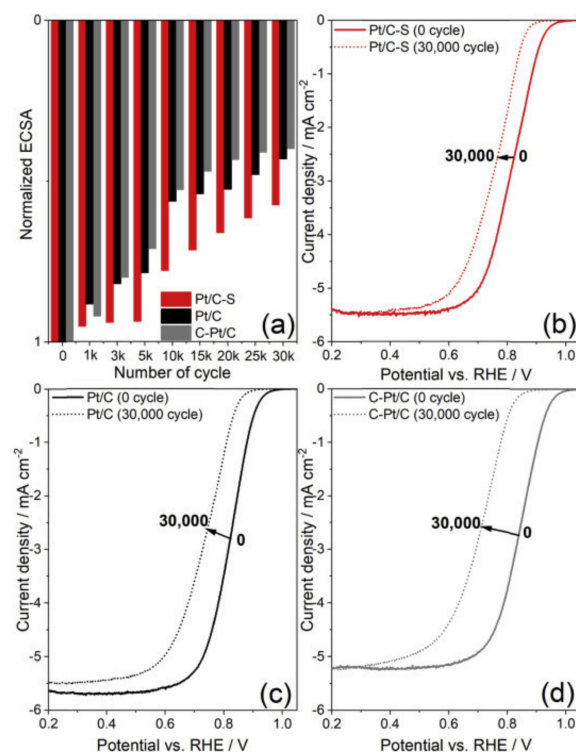 0
Normalized ECSA
1
Pt/C-S
Pt/C
C-Pt/C
(a)
0 1k 3k 5k 10k 15k 20k 25k 30k
Number of cycle
0
-1
-2
-3
-4
-5
-6
Current density / mA cm-2
Pt/C-S (0 cycle)
Pt/C-S (30,000 cycle)
30,000 0
(b)
0.2 0.4 0.6 0.8 1.0
Potential vs. RHE / V
0
-1
-2
-3
-4
-5
-6
Current density / mA cm-2
Pt/C (0 cycle)
Pt/C (30,000 cycle)
30,000
0
(c)
0.2 0.4 0.6 0.8 1.0
Potential vs. RHE / V
0
-1
-2
-3
-4
-5
-6
Current density / mA cm-2
C-Pt/C (0 cycle)
C-Pt/C (30,000 cycle)
30,000
0
(d)
0.2 0.4 0.6 0.8 1.0
Potential vs. RHE / V